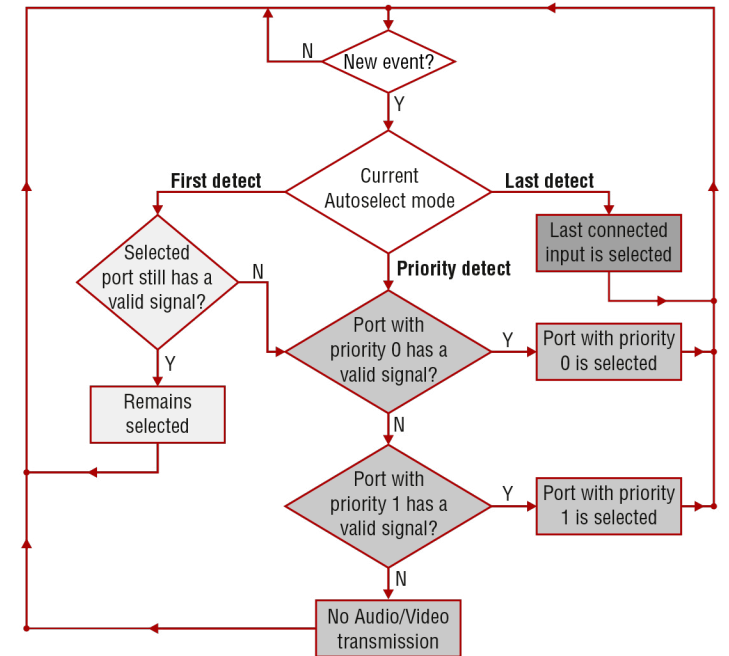 N
New event?
Y
First detect
Current
Autoselect mode
Last detect
Last connected
input is selected
Selected
port still has a
valid signal?
N
Priority detect
Port with
priority 0 has a
valid signal?
Y
Port with priority
0 is selected
Y
Remains
selected
N
Port with
priority 1 has a
valid signal?
Y
Port with priority
1 is selected
N
No Audio/Video
transmission